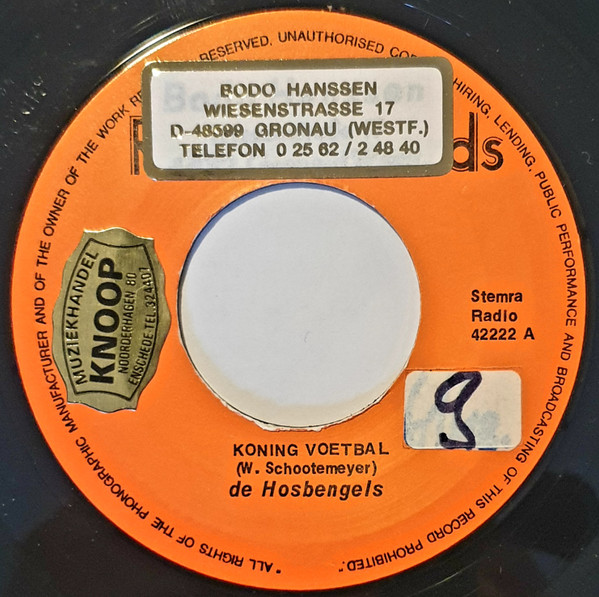 "ALL RIGHTS OF THE PHONOGRAPHIC MANUFACTURER AND OF THE OWNER OF THE WORK RESERVED. UNAUTHORISED HIRING, LENDING, PUBLIC PERFORMANCE AND BROADCASTING OF THIS RECORD PROHIBITED."
BODO HANSSEN
WIESENSTRASSE 17
D-48599 GRONAU (WESTF.)
TELEFON 0 25 62 / 2 48 40
MUZIEKHANDEL
KNOOP
NOORDERHAGEN 80
ENSCHEDE TEL. 324401
Stemra
Radio
42222 A
9
KONING VOETBAL
(W. Schootemeyer)
de Hosbengels